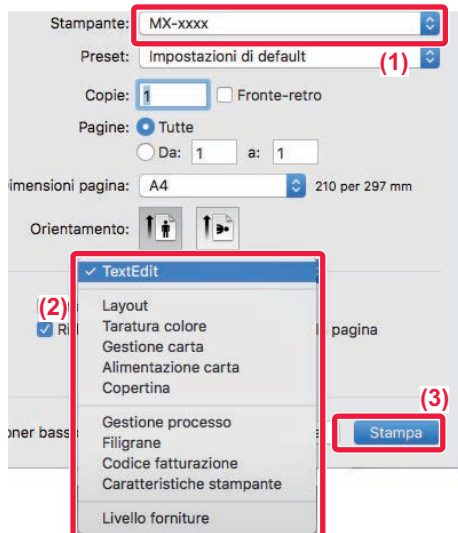 Stampante: MX-xxxx
Preset: Impostazioni di default
(1)
Copie: 1 Fronte-retro
Pagine: Tutte
Da: 1 a: 1
imensioni pagina: A4 210 per 297 mm
Orientamento:
✓ TextEdit
(2)
Layout
Taratura colore
pagina
Gestione carta
Alimentazione carta
Copertina
(3)
Gestione processo
oner bass
Stampa
Filigrane
Codice fatturazione
Caratteristiche stampante
Livello forniture